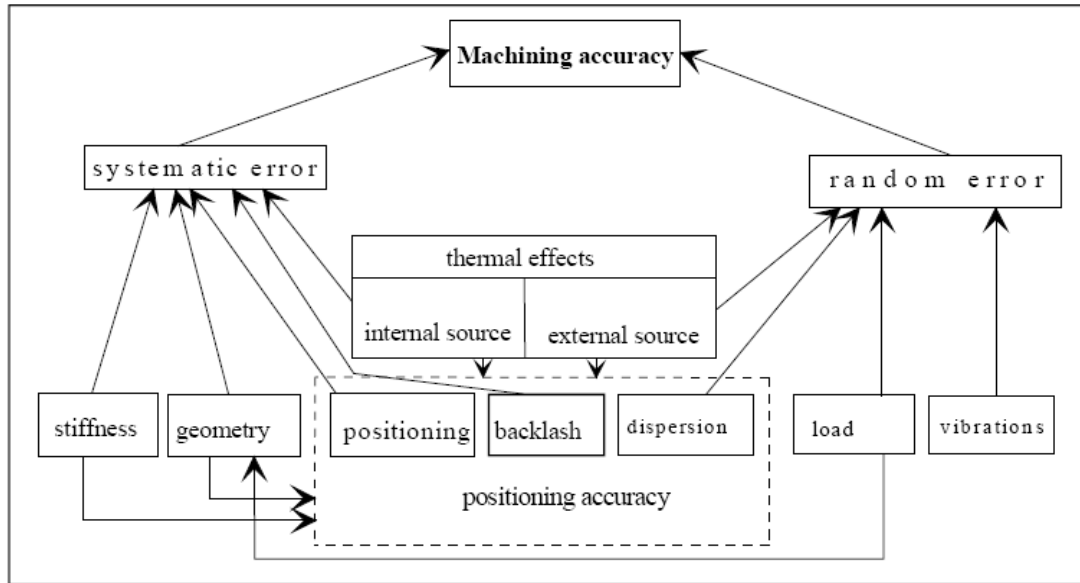 Machining accuracy
systematic error
random error
thermal effects
internal source
external source
stiffness
geometry
positioning
backlash
dispersion
load
vibrations
positioning accuracy